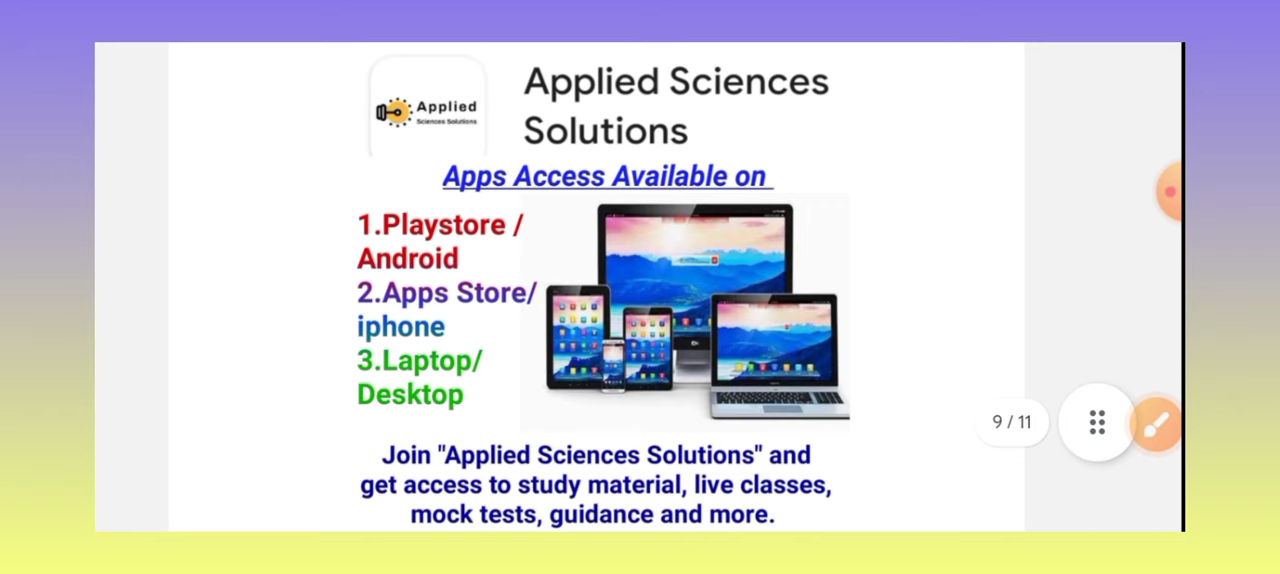 Applied
Sciences Solutions
Applied Sciences
Solutions
Apps Access Available on
1.Playstore /
Android
2.Apps Store/
iphone
3.Laptop/
Desktop
9 / 11
Join "Applied Sciences Solutions" and
get access to study material, live classes,
mock tests, guidance and more.